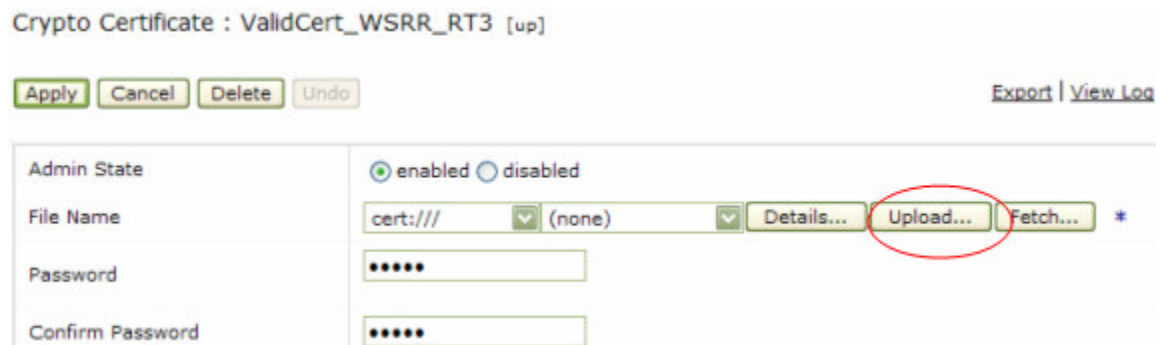 Crypto Certificate : ValidCert_WSRR_RT3 [up]
Apply Cancel Delete Undo Export | View Log
Admin State enabled disabled
File Name cert:/// (none) Details... Upload... Fetch... *
Password •••••
Confirm Password •••••